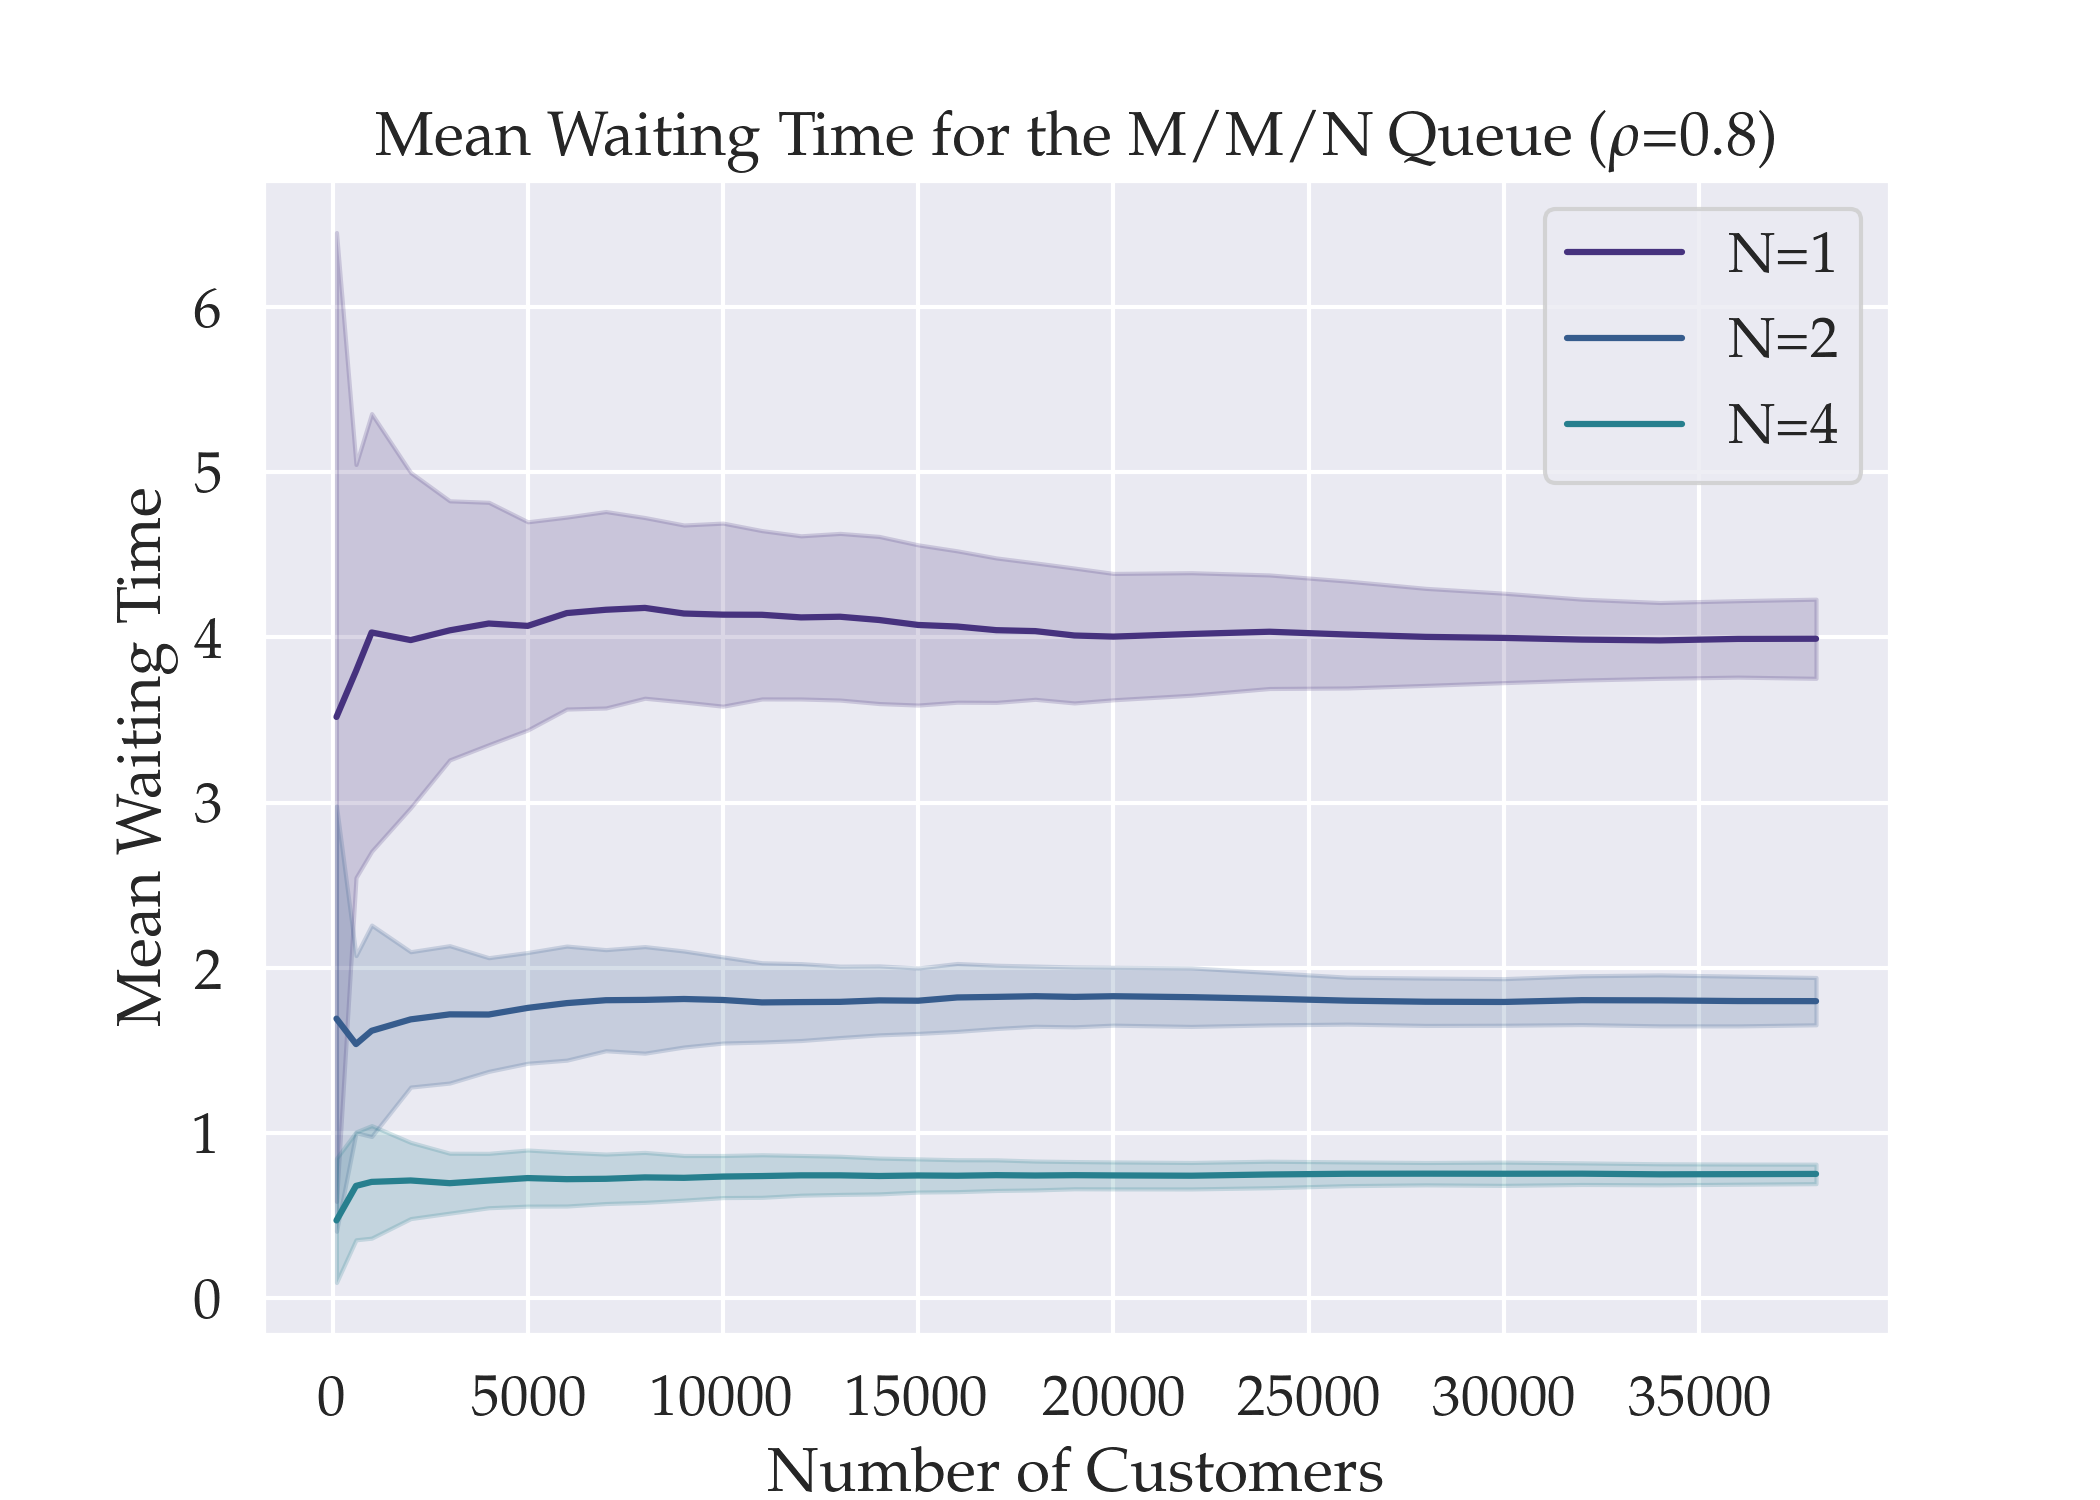 Mean Waiting Time for the M/M/N Queue (ρ=0.8)
N=1
N=2
N=4
Mean Waiting Time
6
5
4
3
2
1
0
0 5000 10000 15000 20000 25000 30000 35000
Number of Customers